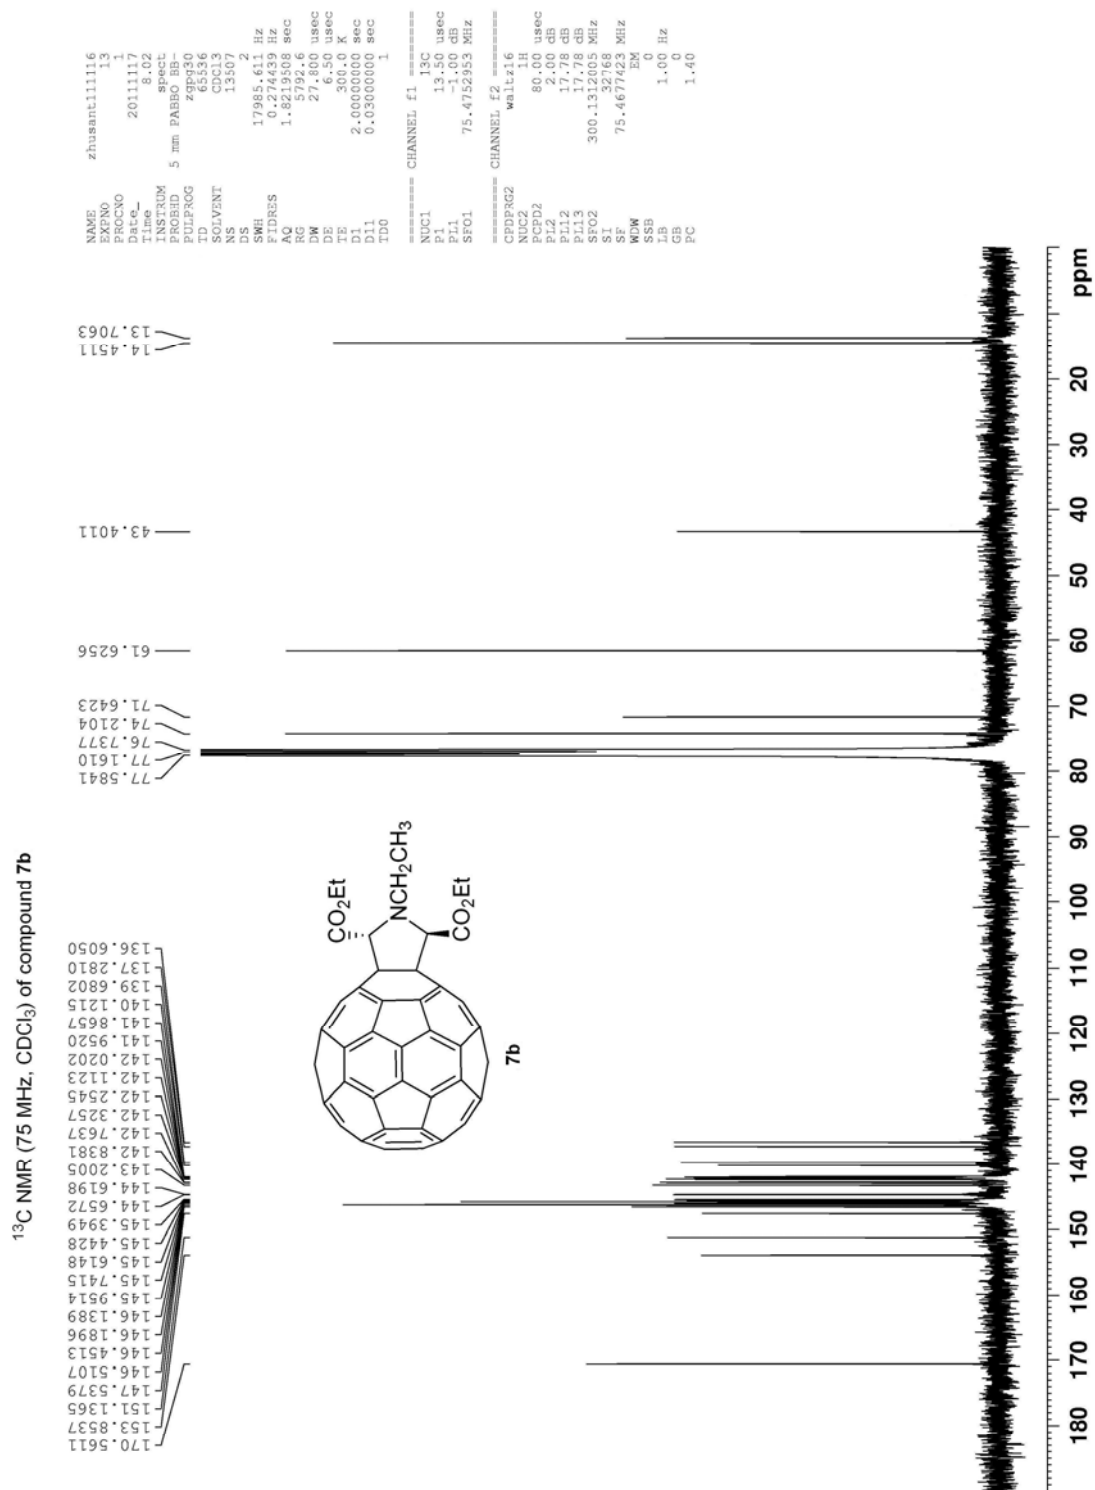 ¹³C NMR (75 MHz, CDCl₃) of compound 7b
170.5611
153.8537
151.1365
147.5379
146.5107
146.4513
146.1896
146.1389
145.9514
145.7415
145.6148
145.4428
145.3949
144.6572
144.6198
143.2005
142.8381
142.7637
142.3257
142.2545
142.1123
142.0202
141.9520
141.8657
140.1215
139.6802
137.2810
136.6050
77.5841
77.1610
76.7377
74.2104
71.6423
61.6256
43.4011
14.4511
13.7063
NAME zhusant111116
EXPNO 13
PROCNO 1
Date_ 20111117
Time 8.02
INSTRUM spect
PROBHD 5 mm PABBO BB-
PULPROG zgpg30
TD 65536
SOLVENT CDCl3
NS 13507
DS 2
SWH 17985.611 Hz
FIDRES 0.274439 Hz
AQ 1.8219508 sec
RG 5792.6
DW 27.800 usec
DE 6.50 usec
TE 300.0 K
D1 2.00000000 sec
D11 0.03000000 sec
TD0 1
======== CHANNEL f1 ========
NUC1 13C
P1 13.50 usec
PL1 -1.00 dB
SFO1 75.4752953 MHz
======== CHANNEL f2 ========
CPDPRG2 waltz16
NUC2 1H
PCPD2 80.00 usec
PL2 2.00 dB
PL12 17.78 dB
PL13 17.78 dB
SFO2 300.1312005 MHz
SI 32768
SF 75.4677423 MHz
WDW EM
SSB 0
LB 1.00 Hz
GB 0
PC 1.40
CO₂Et
NCH₂CH₃
CO₂Et
7b
180 170 160 150 140 130 120 110 100 90 80 70 60 50 40 30 20 ppm